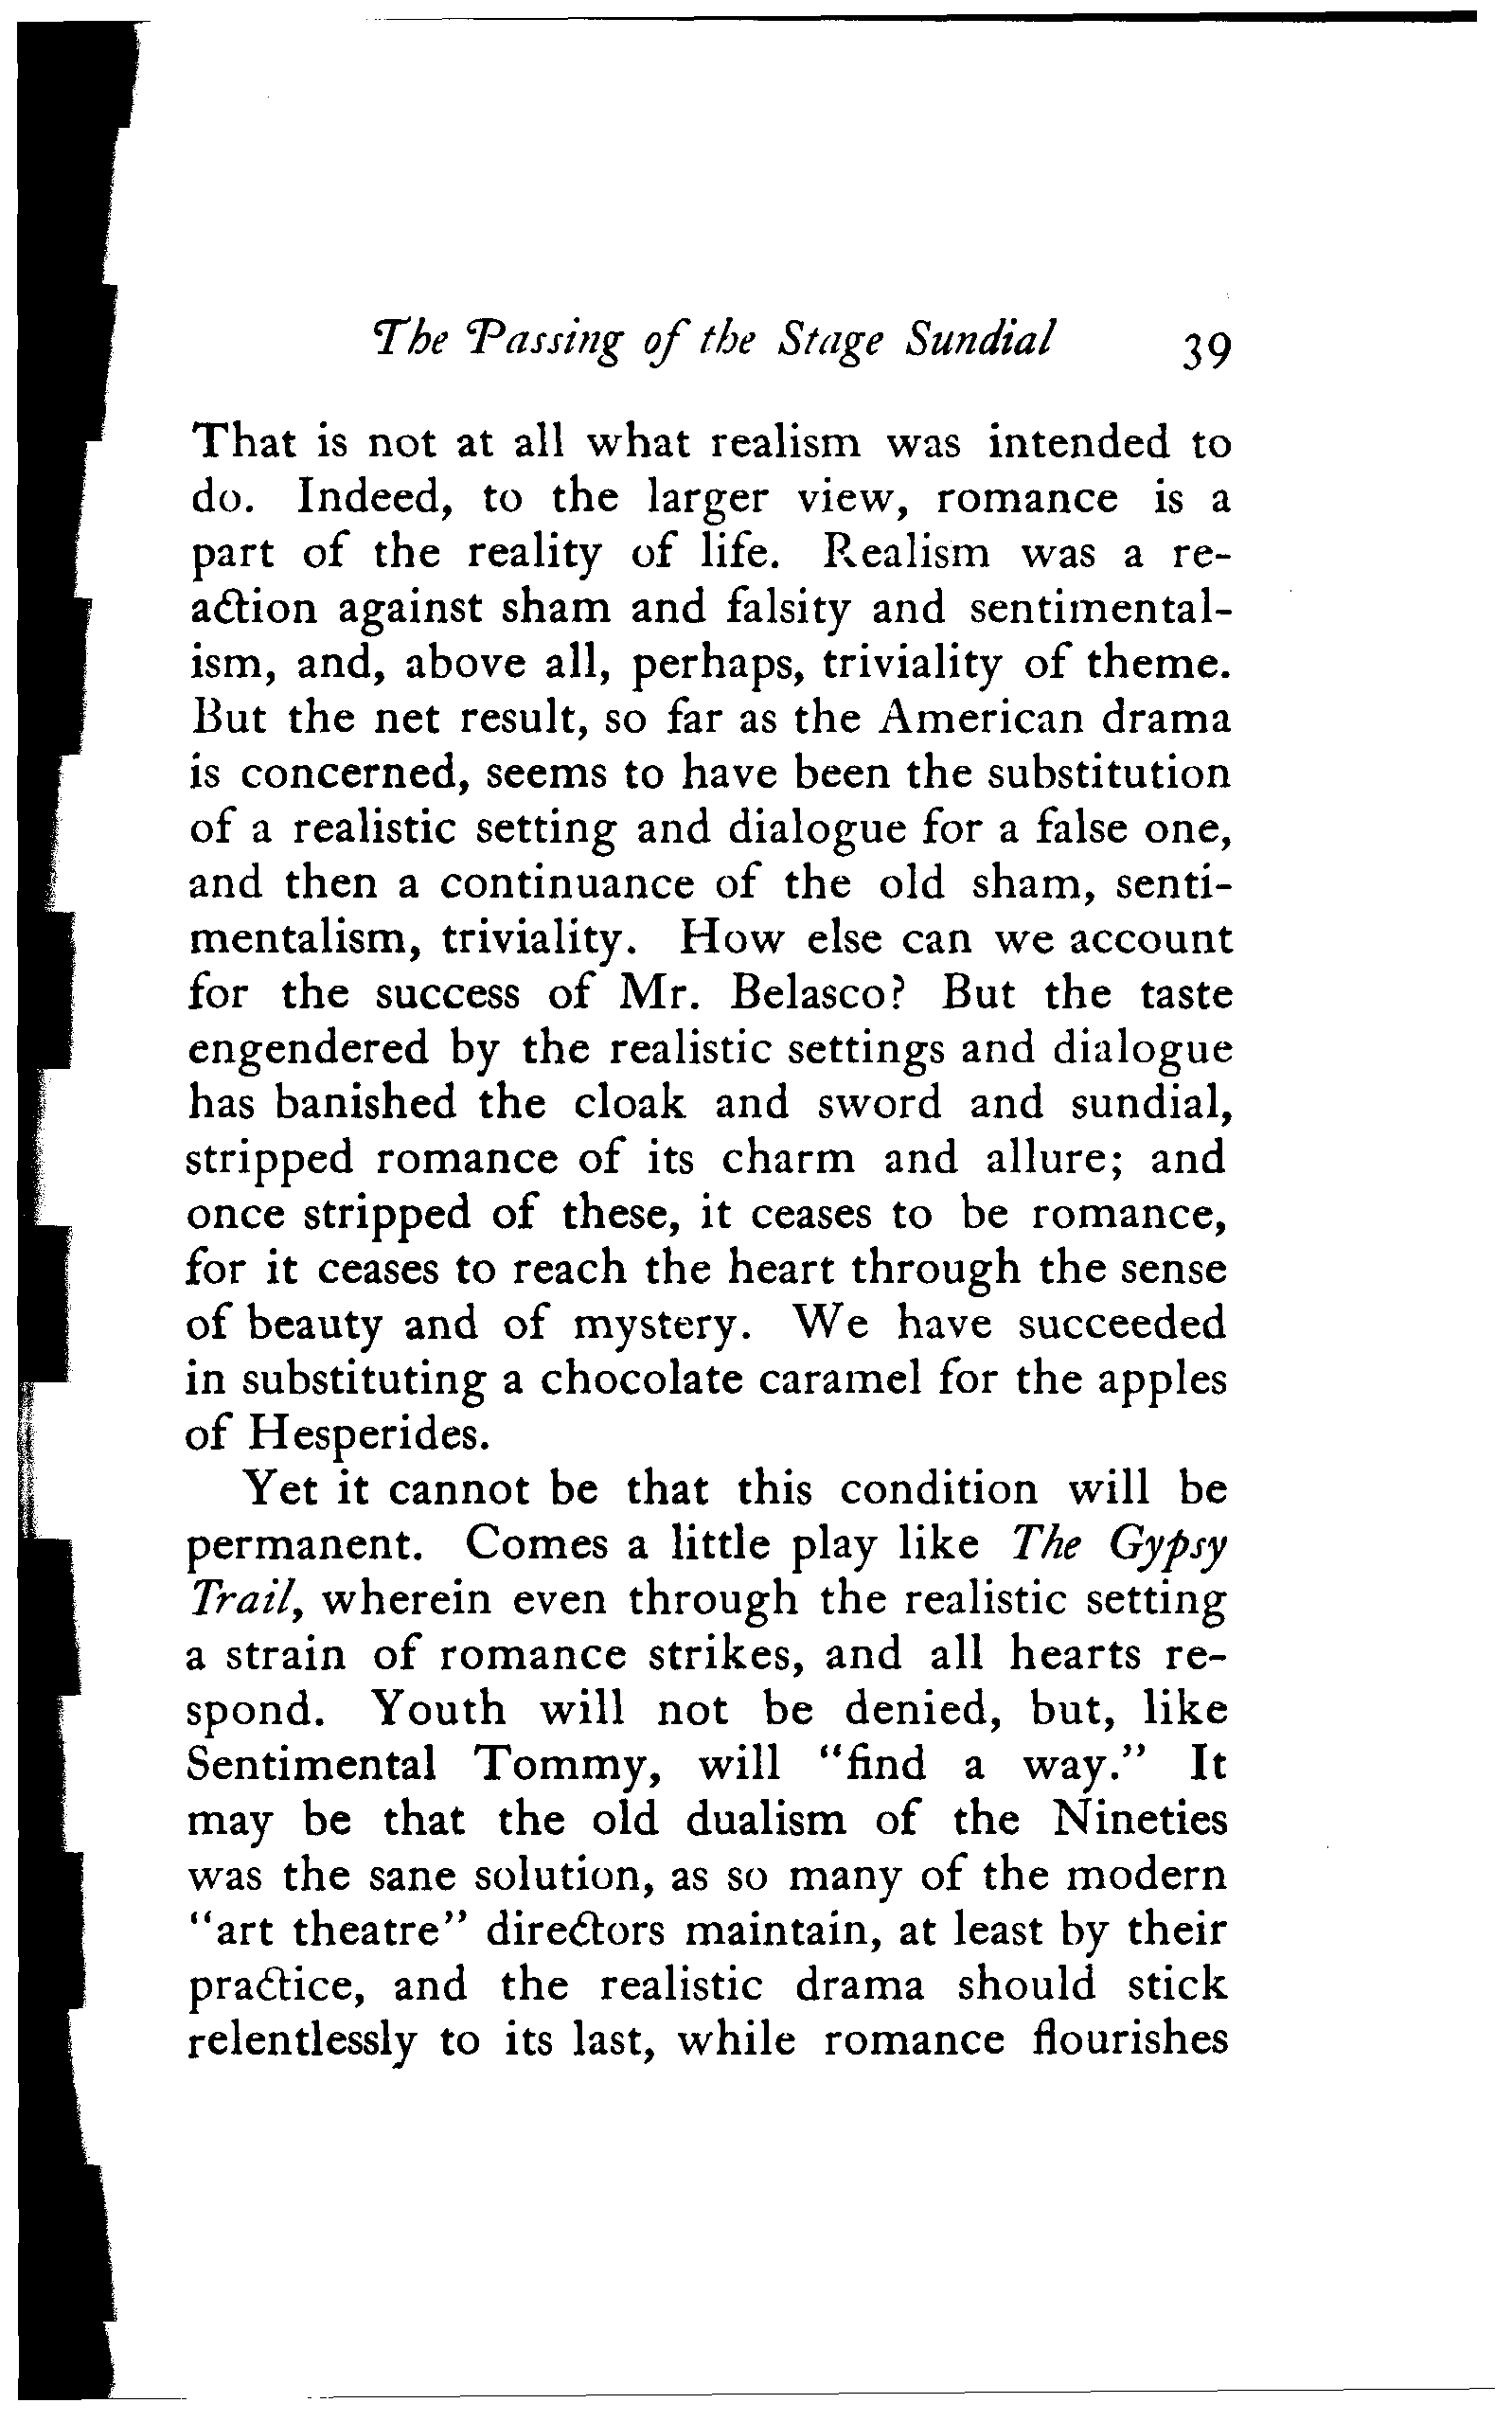 The Passing of the Stage Sundial 39
That is not at all what realism was intended to
do. Indeed, to the larger view, romance is a
part of the reality of life. Realism was a re-
action against sham and falsity and sentimental-
ism, and, above all, perhaps, triviality of theme.
But the net result, so far as the American drama
is concerned, seems to have been the substitution
of a realistic setting and dialogue for a false one,
and then a continuance of the old sham, senti-
mentalism, triviality. How else can we account
for the success of Mr. Belasco? But the taste
engendered by the realistic settings and dialogue
has banished the cloak and sword and sundial,
stripped romance of its charm and allure; and
once stripped of these, it ceases to be romance,
for it ceases to reach the heart through the sense
of beauty and of mystery. We have succeeded
in substituting a chocolate caramel for the apples
of Hesperides.
Yet it cannot be that this condition will be
permanent. Comes a little play like The Gypsy
Trail, wherein even through the realistic setting
a strain of romance strikes, and all hearts re-
spond. Youth will not be denied, but, like
Sentimental Tommy, will "find a way." It
may be that the old dualism of the Nineties
was the sane solution, as so many of the modern
"art theatre" directors maintain, at least by their
practice, and the realistic drama should stick
relentlessly to its last, while romance flourishes